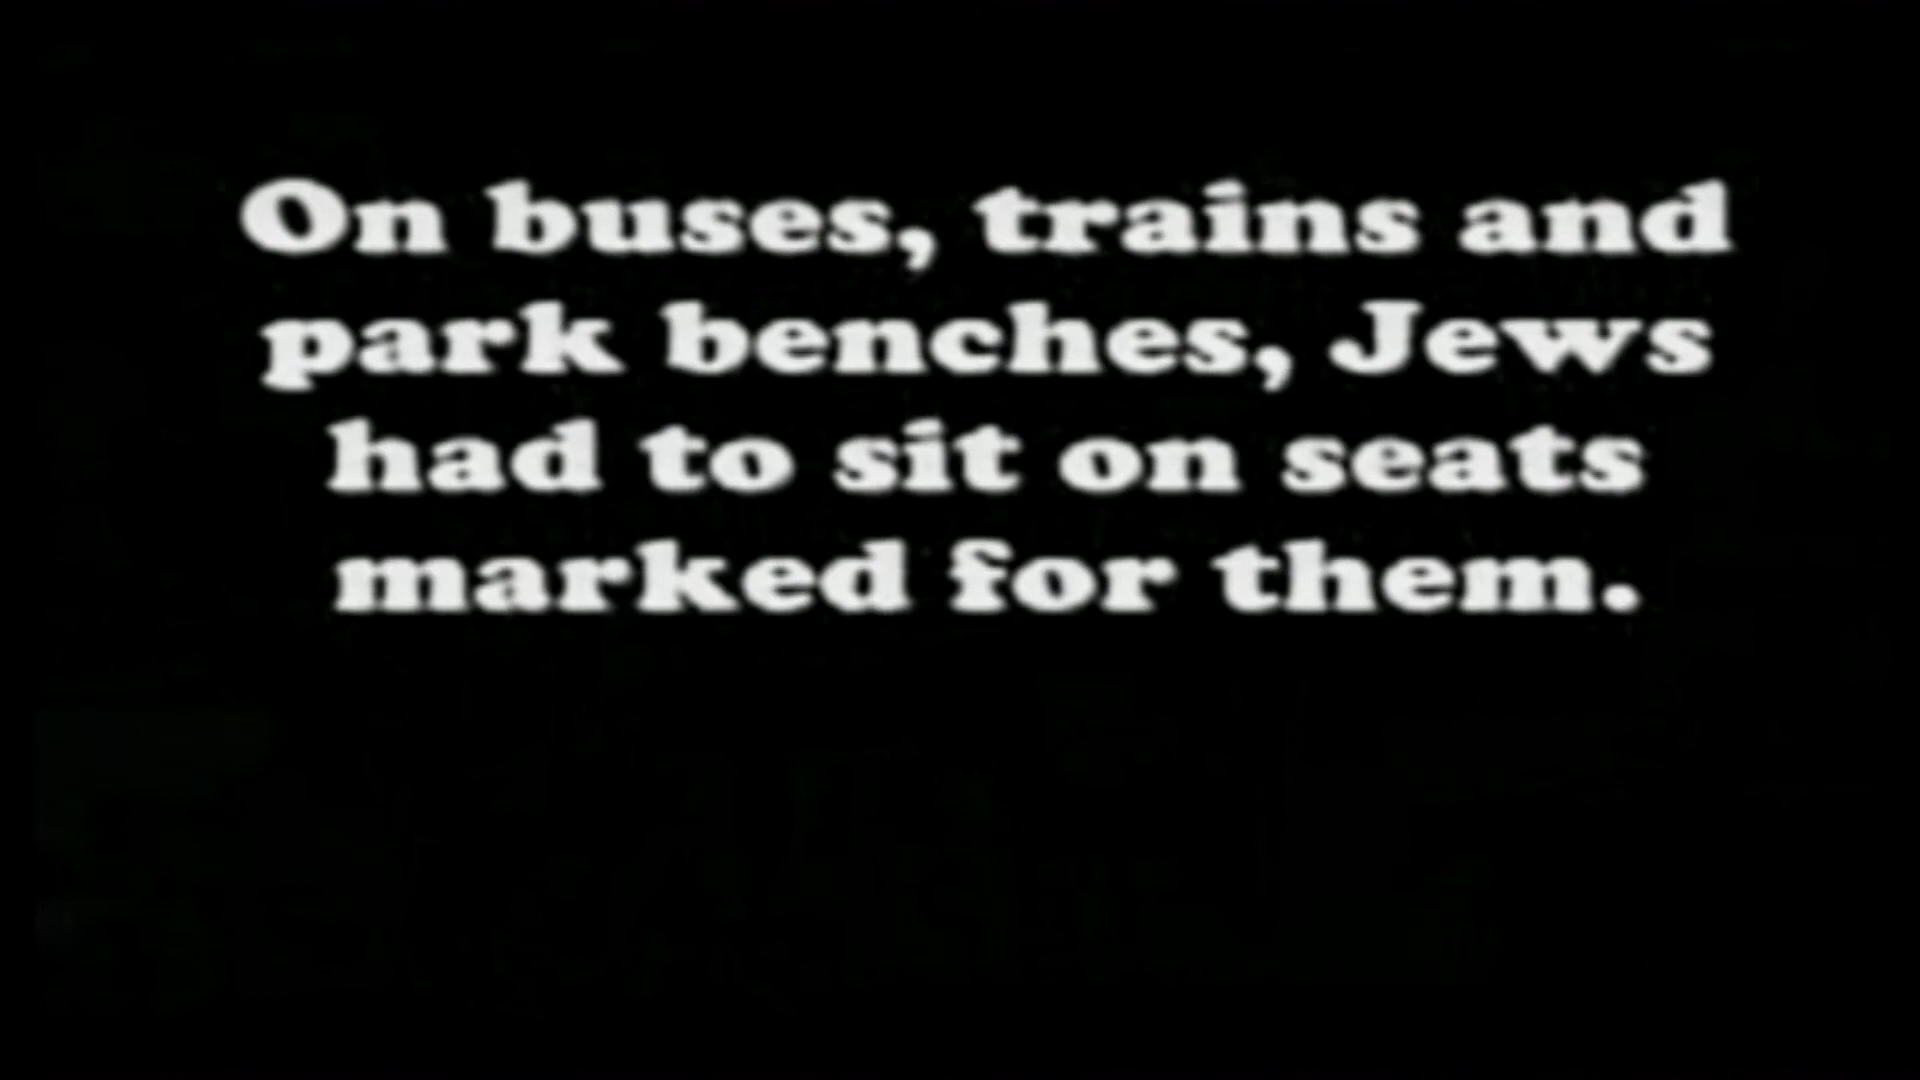 On buses, trains and
park benches, Jews
had to sit on seats
marked for them.